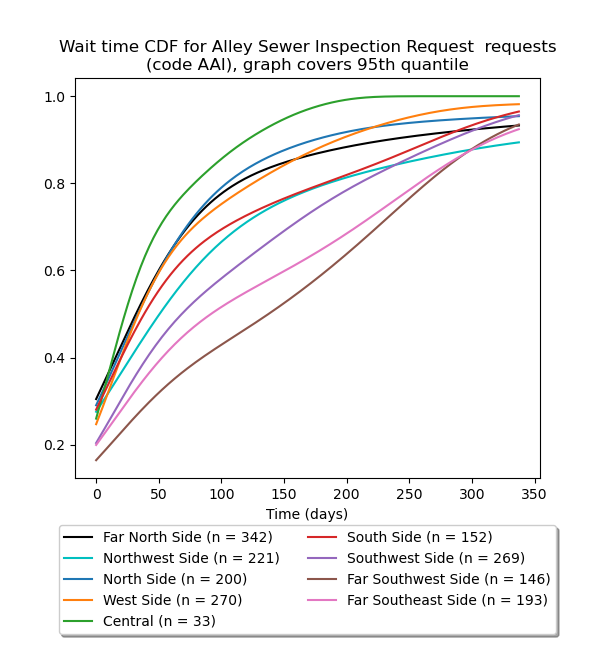 Wait time CDF for Alley Sewer Inspection Request  requests
(code AAI), graph covers 95th quantile
1.0
0.8
0.6
0.4
0.2
0 50 100 150 200 250 300 350
Time (days)
Far North Side (n = 342)
Northwest Side (n = 221)
North Side (n = 200)
West Side (n = 270)
Central (n = 33)
South Side (n = 152)
Southwest Side (n = 269)
Far Southwest Side (n = 146)
Far Southeast Side (n = 193)